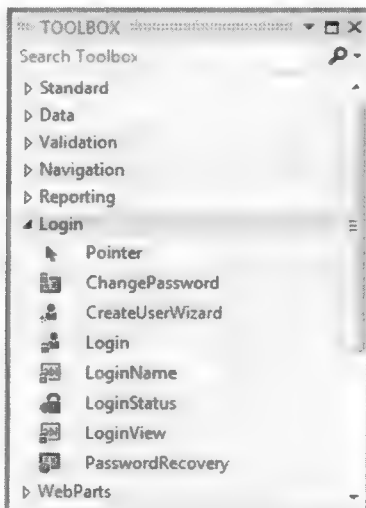 TOOLBOX
Search Toolbox
Standard
Data
Validation
Navigation
Reporting
Login
Pointer
ChangePassword
CreateUserWizard
Login
LoginName
LoginStatus
LoginView
PasswordRecovery
WebParts